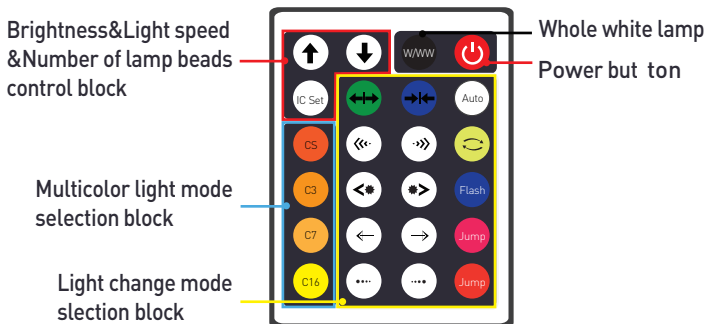 Brightness&Light speed
&Number of lamp beads
control block
Whole white lamp
Power but ton
W/WW
IC Set
Auto
CS
C3
Flash
Multicolor light mode
selection block
C7
Jump
Light change mode
slection block
C16
Jump